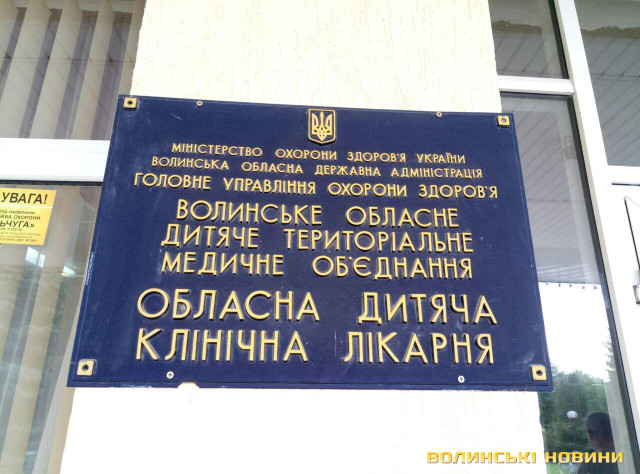 МІНІСТЕРСТВО ОХОРОНИ ЗДОРОВ'Я УКРАЇНИ
ВОЛИНСЬКА ОБЛАСНА ДЕРЖАВНА АДМІНІСТРАЦІЯ
ГОЛОВНЕ УПРАВЛІННЯ ОХОРОНИ ЗДОРОВ'Я
ВОЛИНСЬКЕ ОБЛАСНЕ
ДИТЯЧЕ ТЕРИТОРІАЛЬНЕ
МЕДИЧНЕ ОБ'ЄДНАННЯ
ОБЛАСНА ДИТЯЧА
КЛІНІЧНА ЛІКАРНЯ
УВАГА!
ВОЛИНСЬКІ НОВИНИ